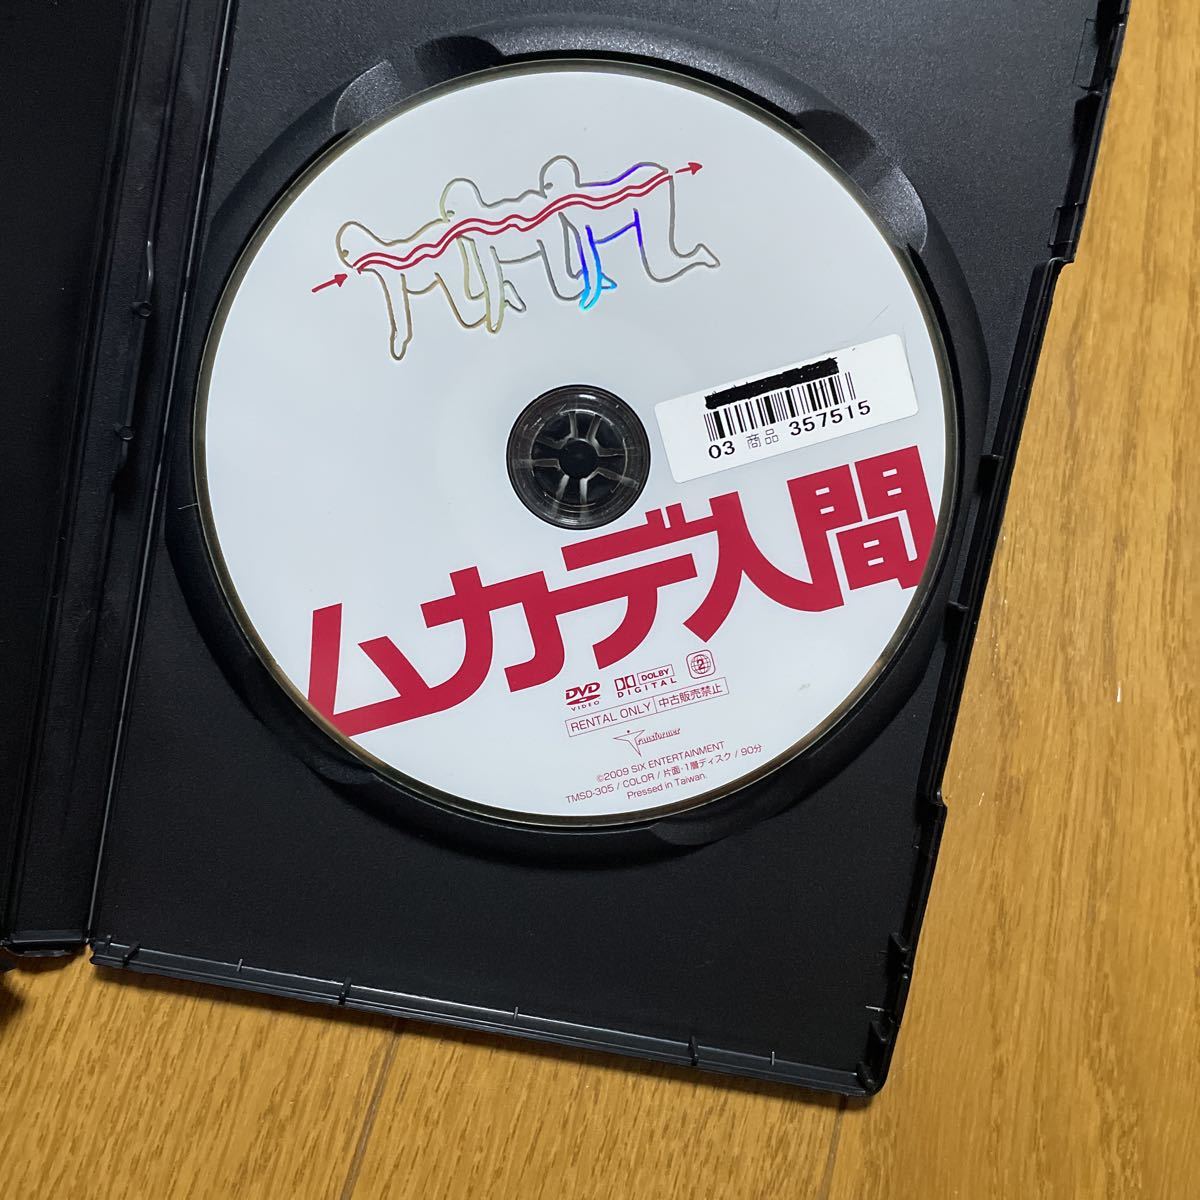 03 商品 357515
ムカデ人間
DVD VIDEO
DOLBY DIGITAL
2
RENTAL ONLY 中古販売禁止
Transformer
©2009 SIX ENTERTAINMENT
TMSD-305 / COLOR / 片面・1層ディスク / 90分
Pressed in Taiwan.